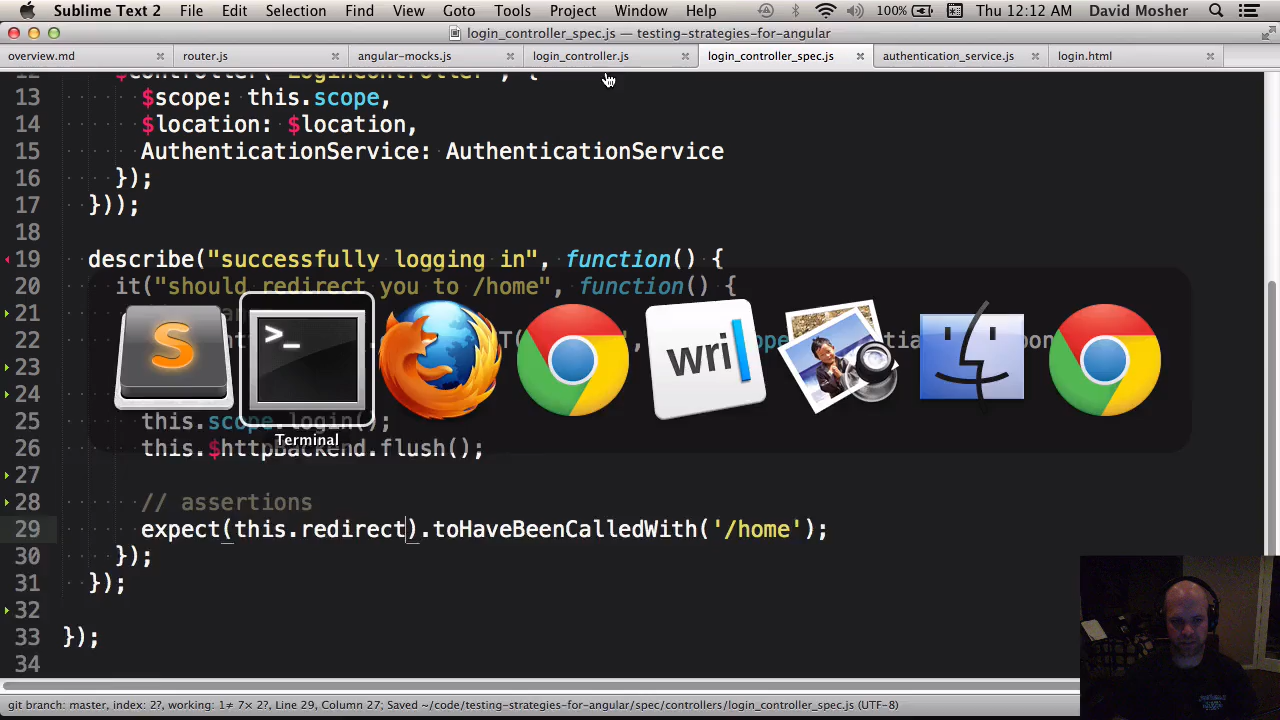 Sublime Text 2 File Edit Selection Find View Goto Tools Project Window Help 100% Thu 12:12 AM David Mosher
login_controller_spec.js — testing-strategies-for-angular
overview.md × router.js × angular-mocks.js × login_controller.js × login_controller_spec.js × authentication_service.js × login.html ×
13 $scope: this.scope,
14 $location: $location,
15 AuthenticationService: AuthenticationService
16 });
17 }));
18
19 describe("successfully logging in", function() {
20 it("should redirect you to /home", function() {
21
22
23
24
25 this.scope.login();
26 this.$httpBackend.flush();
27
28 // assertions
29 expect(this.redirect).toHaveBeenCalledWith('/home');
30 });
31 });
32
33 });
34
S >_ wri
Terminal
git branch: master, index: 2?, working: 1≠ 7× 2?, Line 29, Column 27; Saved ~/code/testing-strategies-for-angular/spec/controllers/login_controller_spec.js (UTF-8)